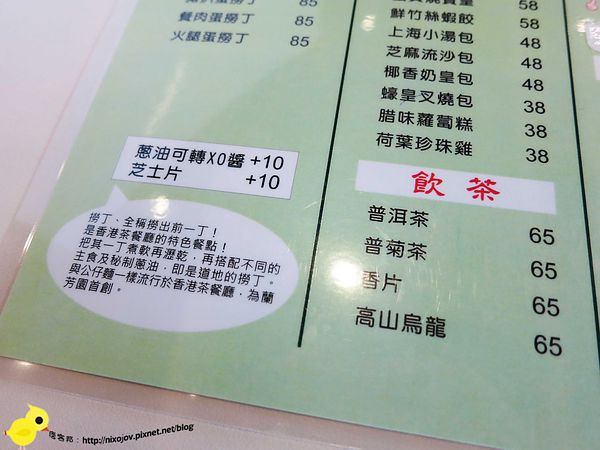 餐肉蛋撈丁 85
火腿蛋撈丁 85
蔥油可轉XO醬 +10
芝士片 +10
撈丁、全稱撈出前一丁！
是香港茶餐廳的特色餐點！
把其一丁煮軟再瀝乾，再搭配不同的
主食及秘制蔥油，即是道地的撈丁。
與公仔麵一樣流行於香港茶餐廳，為蘭
芳園首創。
58
鮮竹絲蝦餃 58
上海小湯包 48
芝麻流沙包 48
椰香奶皇包 48
蠔皇叉燒包 38
腊味蘿蔔糕 38
荷葉珍珠雞 38
飲茶
普洱茶 65
普菊茶 65
香片 65
高山烏龍 65
痞客邦：http://nixojov.pixnet.net/blog